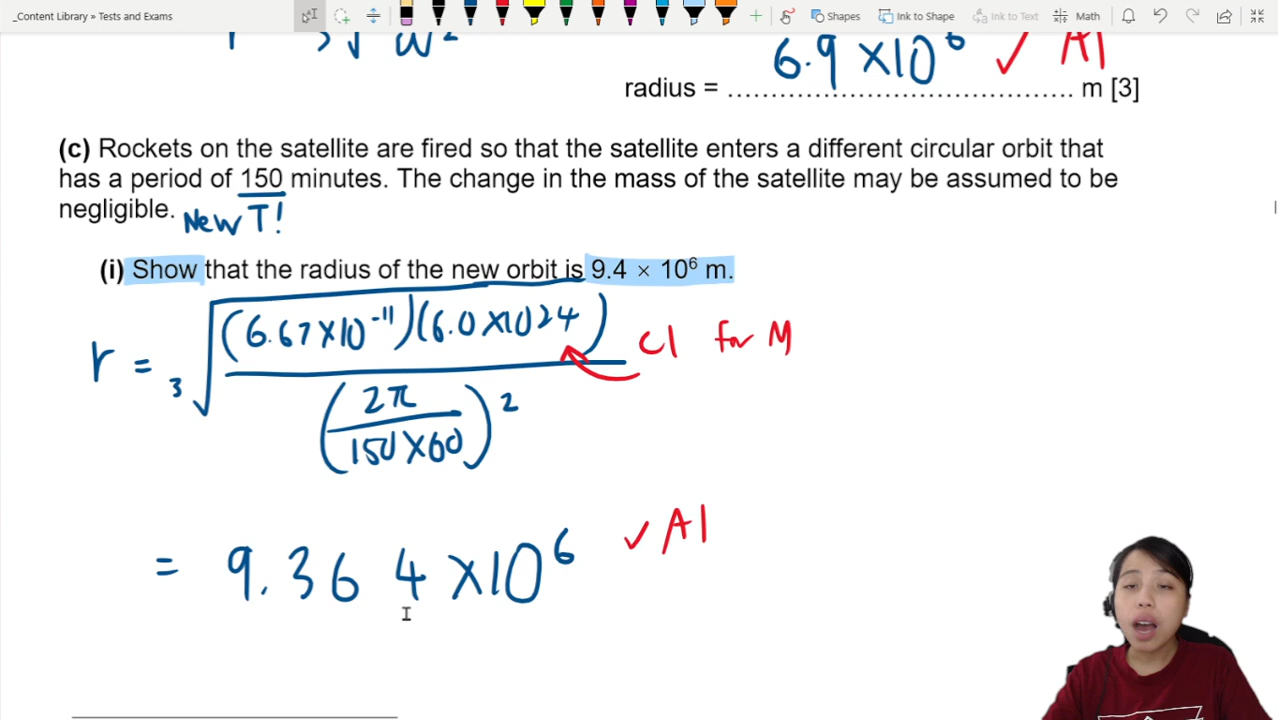 _Content Library » Tests and Exams
Shapes
Ink to Shape
Ink to Text
Math
r 3√ ω²
6.9 ×10⁶ ✓ A1
radius = ........................................ m [3]
(c) Rockets on the satellite are fired so that the satellite enters a different circular orbit that
has a period of 150 minutes. The change in the mass of the satellite may be assumed to be
negligible. New T!
(i) Show that the radius of the new orbit is 9.4 × 10⁶ m.
r = ³√ (6.67×10⁻¹¹)(6.0×1024) C1 for M
(2π
150×60)²
= 9.364 ×10⁶ ✓ A1